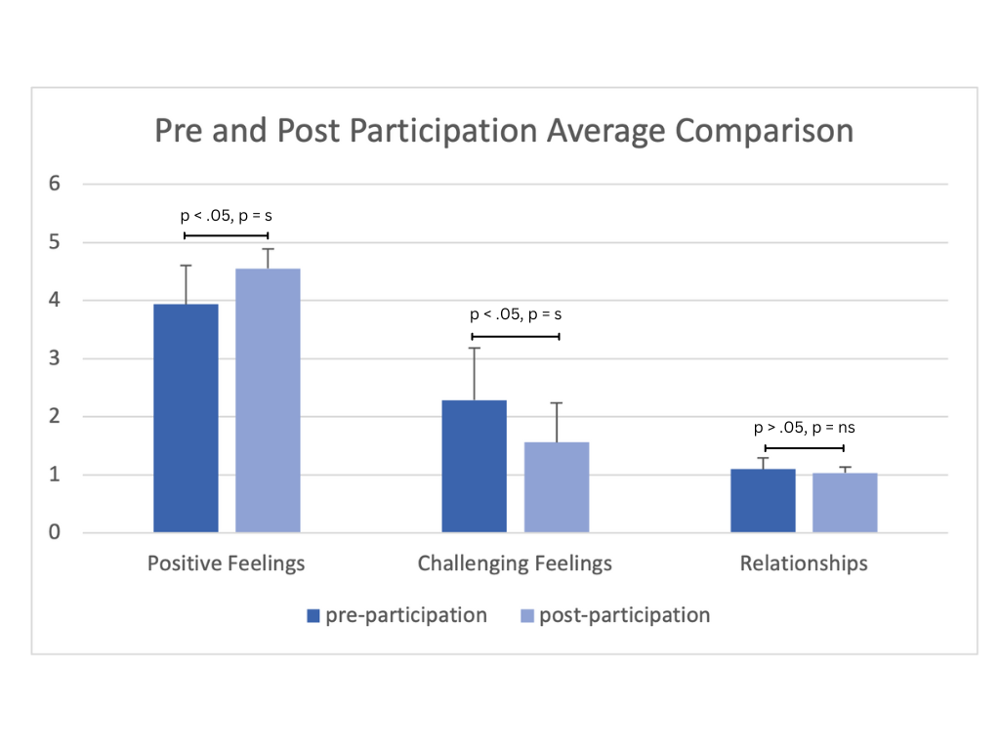 Pre and Post Participation Average Comparison
6
p < .05, p = s
5
4
p < .05, p = s
3
2
p > .05, p = ns
1
0
Positive Feelings
Challenging Feelings
Relationships
pre-participation
post-participation